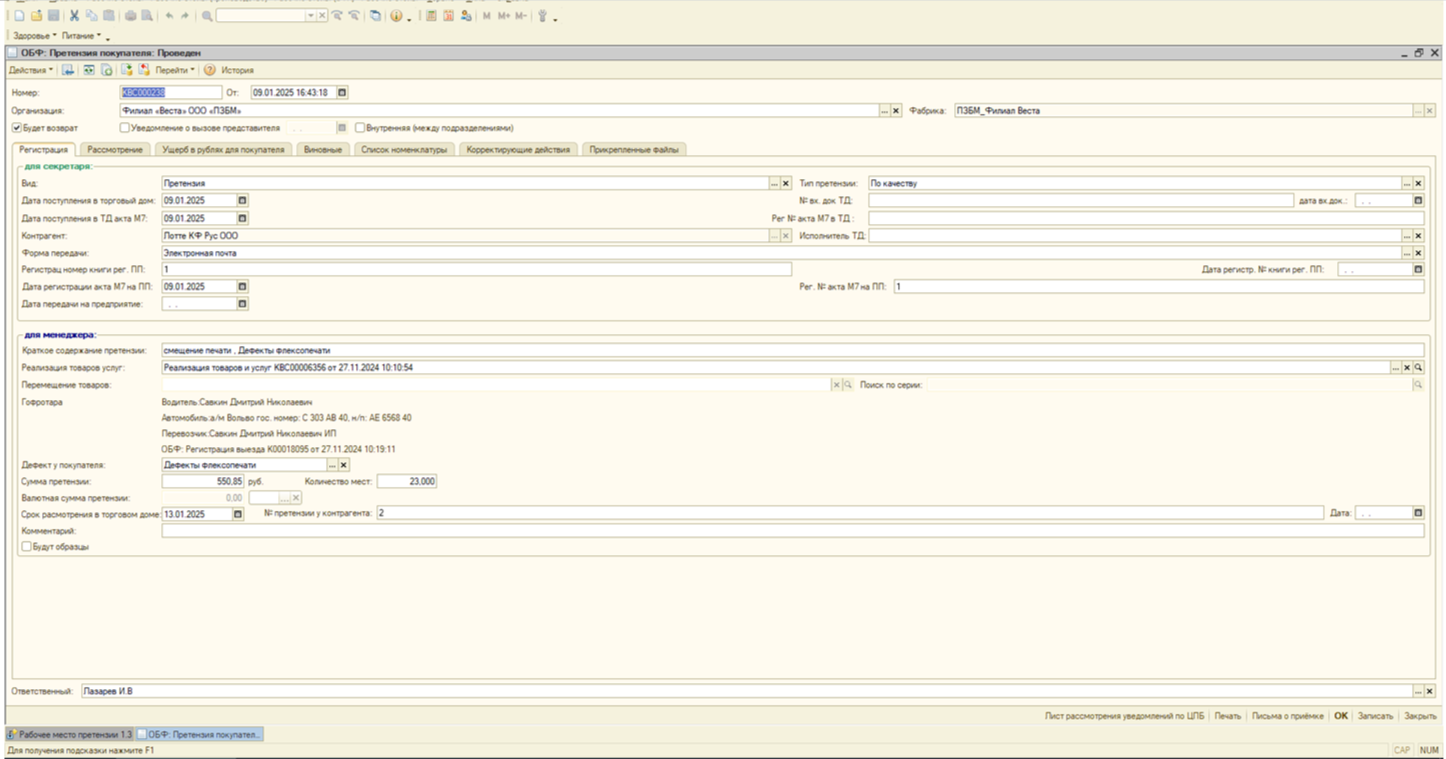 M M+ M-
Здоровье Питание
ОБФ: Претензия покупателя: Проведен
Действия Перейти История
Номер: КВС000238 От: 09.01.2025 16:43:18
Организация: Филиал «Веста» ООО «ПЗБМ» ... x Фабрика: ПЗБМ_Филиал Веста ... x
Будет возврат Уведомление о вызове представителя . . Внутренняя (между подразделениями)
Регистрация Рассмотрение Ущерб в рублях для покупателя Виновные Список номенклатуры Корректирующие действия Прикрепленные файлы
для секретаря:
Вид: Претензия ... x Тип претензии: По качеству ... x
Дата поступления в торговый дом: 09.01.2025 № вх. док ТД: дата вх.док.: . .
Дата поступления в ТД акта М7: 09.01.2025 Рег № акта М7 в ТД :
Контрагент: Лотте КФ Рус ООО ... x Исполнитель ТД: ... x
Форма передачи: Электронная почта ... x
Регистрац номер книги рег. ПП: 1 Дата регистр. № книги рег. ПП: . .
Дата регистрации акта М7 на ПП: 09.01.2025 Рег. № акта М7 на ПП: 1
Дата передачи на предприятие: . .
для менеджера:
Краткое содержание претензии: смещение печати , Дефекты флексопечати
Реализация товаров услуг: Реализация товаров и услуг КВС00006356 от 27.11.2024 10:10:54 ... x
Перемещение товаров: x Поиск по серии:
Гофротара Водитель:Савкин Дмитрий Николаевич
Автомобиль:а/м Вольво гос. номер: С 303 АВ 40, н/п: АЕ 6568 40
Перевозчик:Савкин Дмитрий Николаевич ИП
ОБФ: Регистрация выезда К00018095 от 27.11.2024 10:19:11
Дефект у покупателя: Дефекты флексопечати ... x
Сумма претензии: 550,85 руб. Количество мест: 23,000
Валютная сумма претензии: 0,00 ... x
Срок расмотрения в торговом доме: 13.01.2025 № претензии у контрагента: 2 Дата: . .
Комментарий:
Будут образцы
Ответственный: Лазарев И.В ... x
Лист рассмотрения уведомлений по ЦПБ Печать Письма о приёмке OK Записать Закрыть
Рабочее место претензии 1.3 ОБФ: Претензия покупател...
Для получения подсказки нажмите F1 CAP NUM